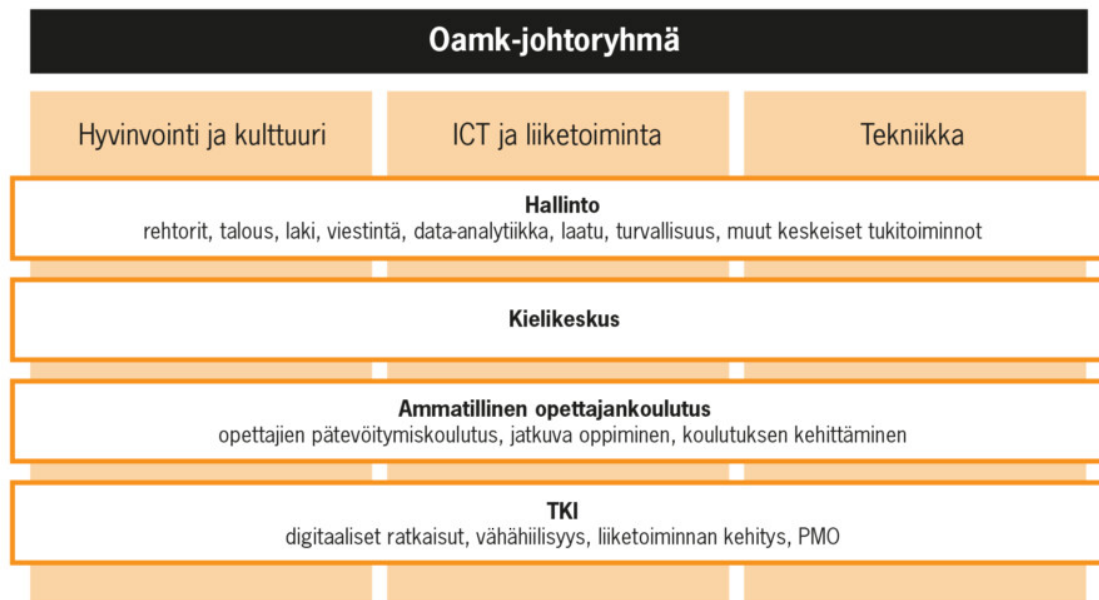 Oamk-johtoryhmä
Hyvinvointi ja kulttuuri
ICT ja liiketoiminta
Tekniikka
Hallinto
rehtorit, talous, laki, viestintä, data-analytiikka, laatu, turvallisuus, muut keskeiset tukitoiminnot
Kielikeskus
Ammatillinen opettajankoulutus
opettajien pätevöitymiskoulutus, jatkuva oppiminen, koulutuksen kehittäminen
TKI
digitaaliset ratkaisut, vähähiilisyys, liiketoiminnan kehitys, PMO